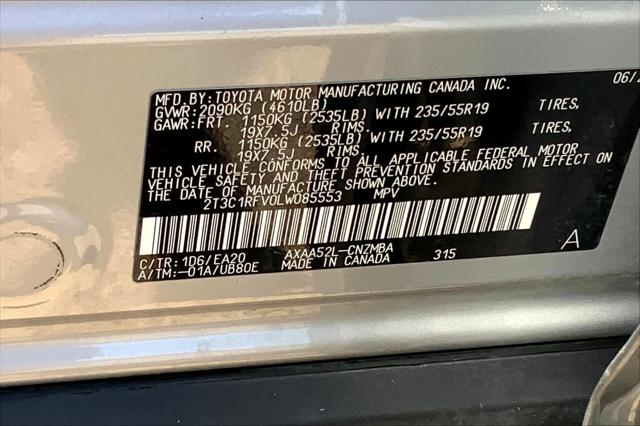 MFD.BY:TOYOTA MOTOR MANUFACTURING CANADA INC. 06/2
GVWR:2090KG (4610LB)
GAWR:FRT. 1150KG (2535LB) WITH 235/55R19 TIRES,
19X7.5J RIMS.
RR. 1150KG (2535LB) WITH 235/55R19 TIRES,
19X7.5J RIMS.
THIS VEHICLE CONFORMS TO ALL APPLICABLE FEDERAL MOTOR
VEHICLE SAFETY AND THEFT PREVENTION STANDARDS IN EFFECT ON
THE DATE OF MANUFACTURE SHOWN ABOVE.
2T3C1RFV0LW085553 MPV
C/TR:1D6/EA20 AXAA52L-CNZMBA 315 A
A/TM:-01A/UB80E MADE IN CANADA